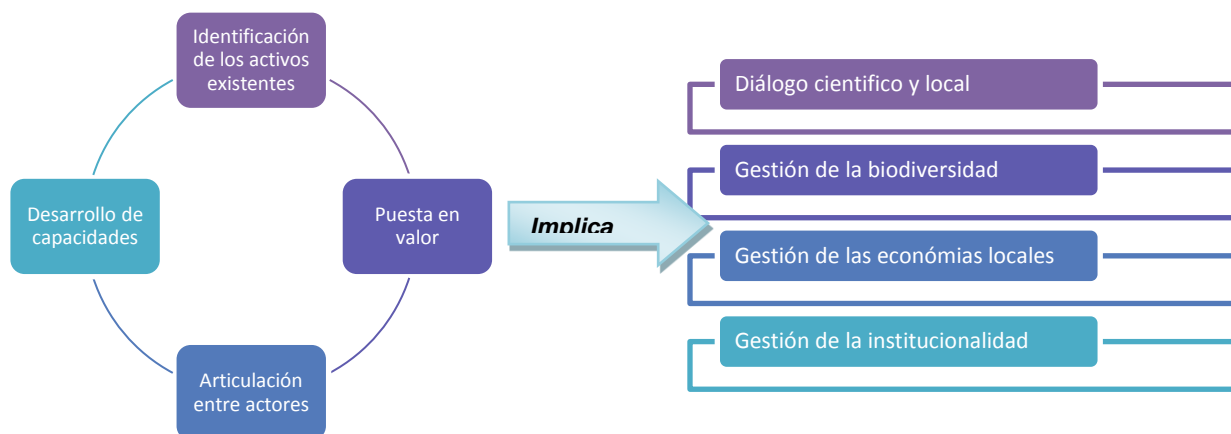 Identificación
de los activos
existentes
Desarrollo de
capacidades
Puesta en
valor
Articulación
entre actores
Implica
Diálogo cientifico y local
Gestión de la biodiversidad
Gestión de las económias locales
Gestión de la institucionalidad